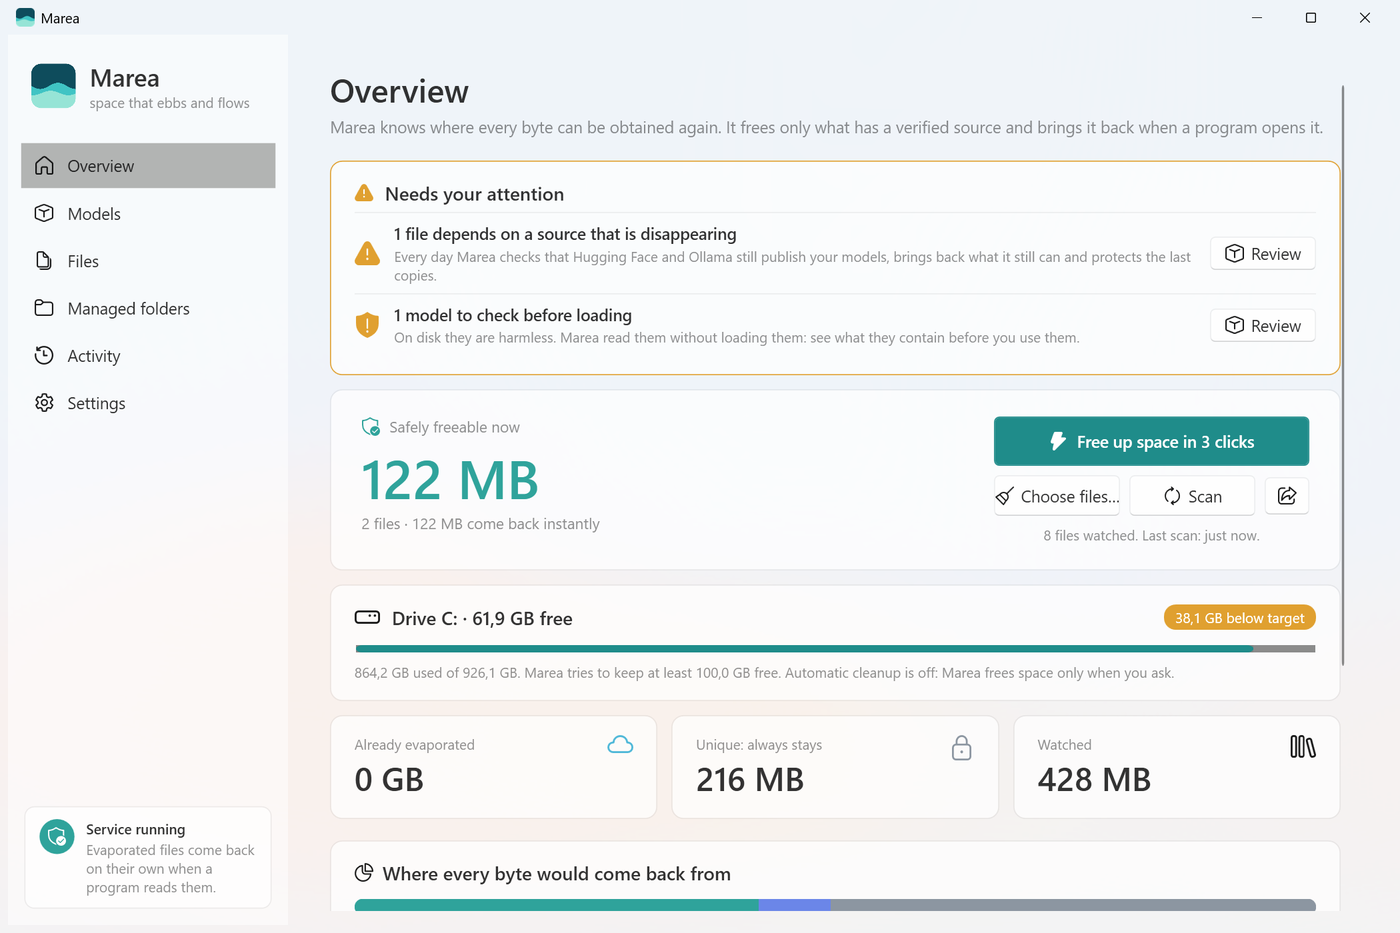 Marea
Marea
space that ebbs and flows
Overview
Models
Files
Managed folders
Activity
Settings
Service running
Evaporated files come back
on their own when a
program reads them.
Overview
Marea knows where every byte can be obtained again. It frees only what has a verified source and brings it back when a program opens it.
Needs your attention
1 file depends on a source that is disappearing
Every day Marea checks that Hugging Face and Ollama still publish your models, brings back what it still can and protects the last
copies.
Review
1 model to check before loading
On disk they are harmless. Marea read them without loading them: see what they contain before you use them.
Review
Safely freeable now
122 MB
2 files · 122 MB come back instantly
Free up space in 3 clicks
Choose files...
Scan
8 files watched. Last scan: just now.
Drive C: · 61,9 GB free
38,1 GB below target
864,2 GB used of 926,1 GB. Marea tries to keep at least 100,0 GB free. Automatic cleanup is off: Marea frees space only when you ask.
Already evaporated
0 GB
Unique: always stays
216 MB
Watched
428 MB
Where every byte would come back from